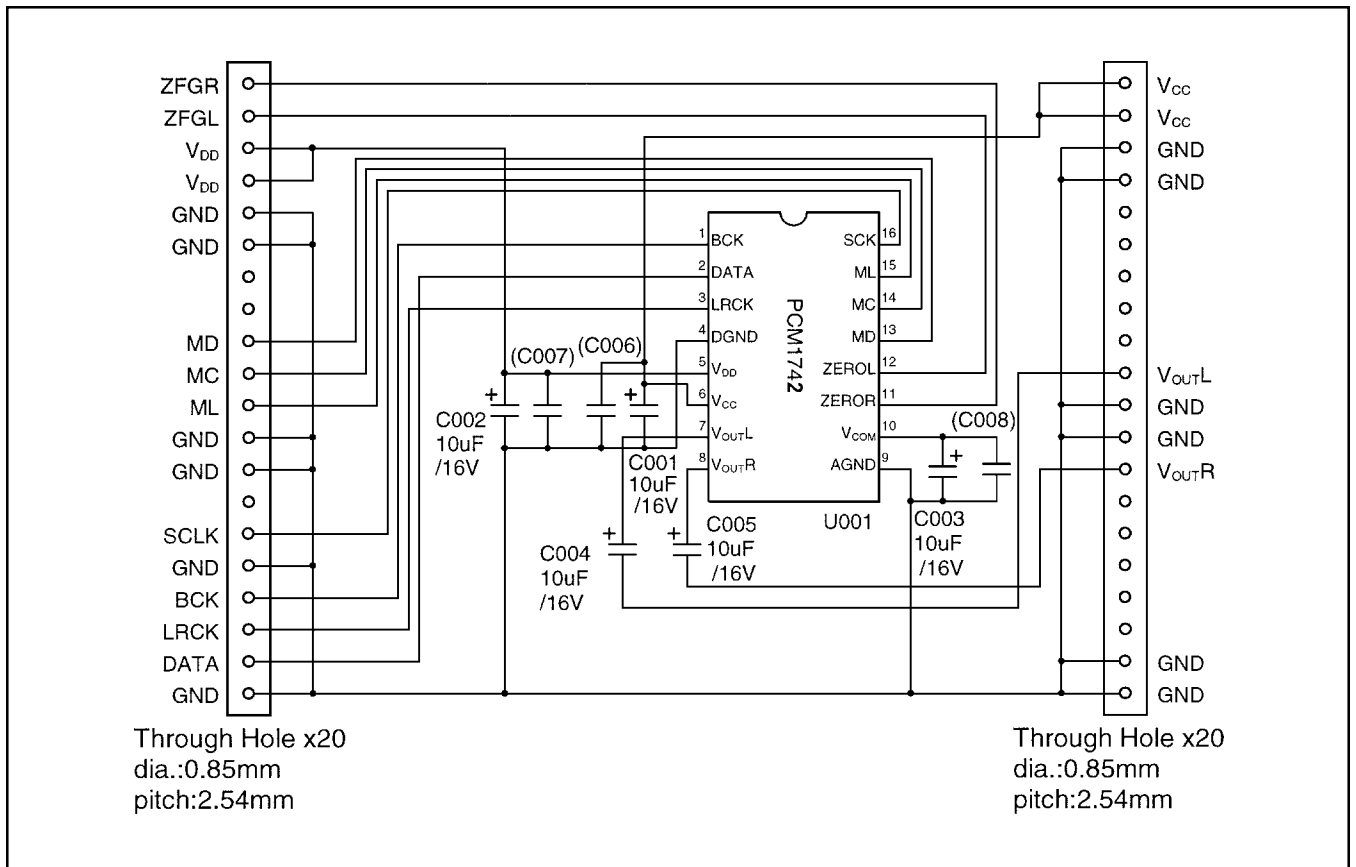 ZFGR
ZFGL
VDD
VDD
GND
GND
MD
MC
ML
GND
GND
SCLK
GND
BCK
LRCK
DATA
GND
Through Hole x20
dia.:0.85mm
pitch:2.54mm
1 BCK
2 DATA
3 LRCK
4 DGND
5 VDD
6 VCC
7 VOUTL
8 VOUTR
PCM1742
SCK 16
ML 15
MC 14
MD 13
ZEROL 12
ZEROR 11
VCOM 10
AGND 9
U001
(C007)
(C006)
+
C002
10uF
/16V
+
C001
10uF
/16V
+
C004
10uF
/16V
+
C005
10uF
/16V
(C008)
+
C003
10uF
/16V
VCC
VCC
GND
GND
VOUTL
GND
GND
VOUTR
GND
GND
Through Hole x20
dia.:0.85mm
pitch:2.54mm